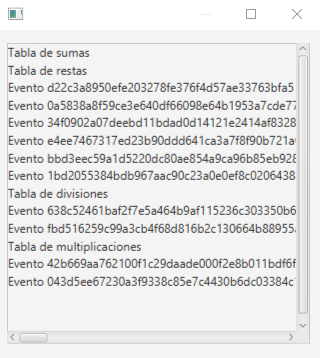 Tabla de sumas
Tabla de restas
Evento d22c3a8950efe203278fe376f4d57ae33763bfa5
Evento 0a5838a8f59ce3e640df66098e64b1953a7cde77
Evento 34f0902a07deebd11bdad0d14121e2414af8328
Evento e4ee7467317ed23b90ddd641ca3a7f8f90b721a
Evento bbd3eec59a1d5220dc80ae854a9ca96b85eb928
Evento 1bd2055384bdb967aac90c23a0e0ef8c0206438
Tabla de divisiones
Evento 638c52461baf2f7e5a464b9af115236c303350b6
Evento fbd516259c99a3cb4f68d816b2c130664b88955
Tabla de multiplicaciones
Evento 42b669aa762100f1c29daade000f2e8b011bdf6f
Evento 043d5ee67230a3f9338f85e7c4430b6dc03384c